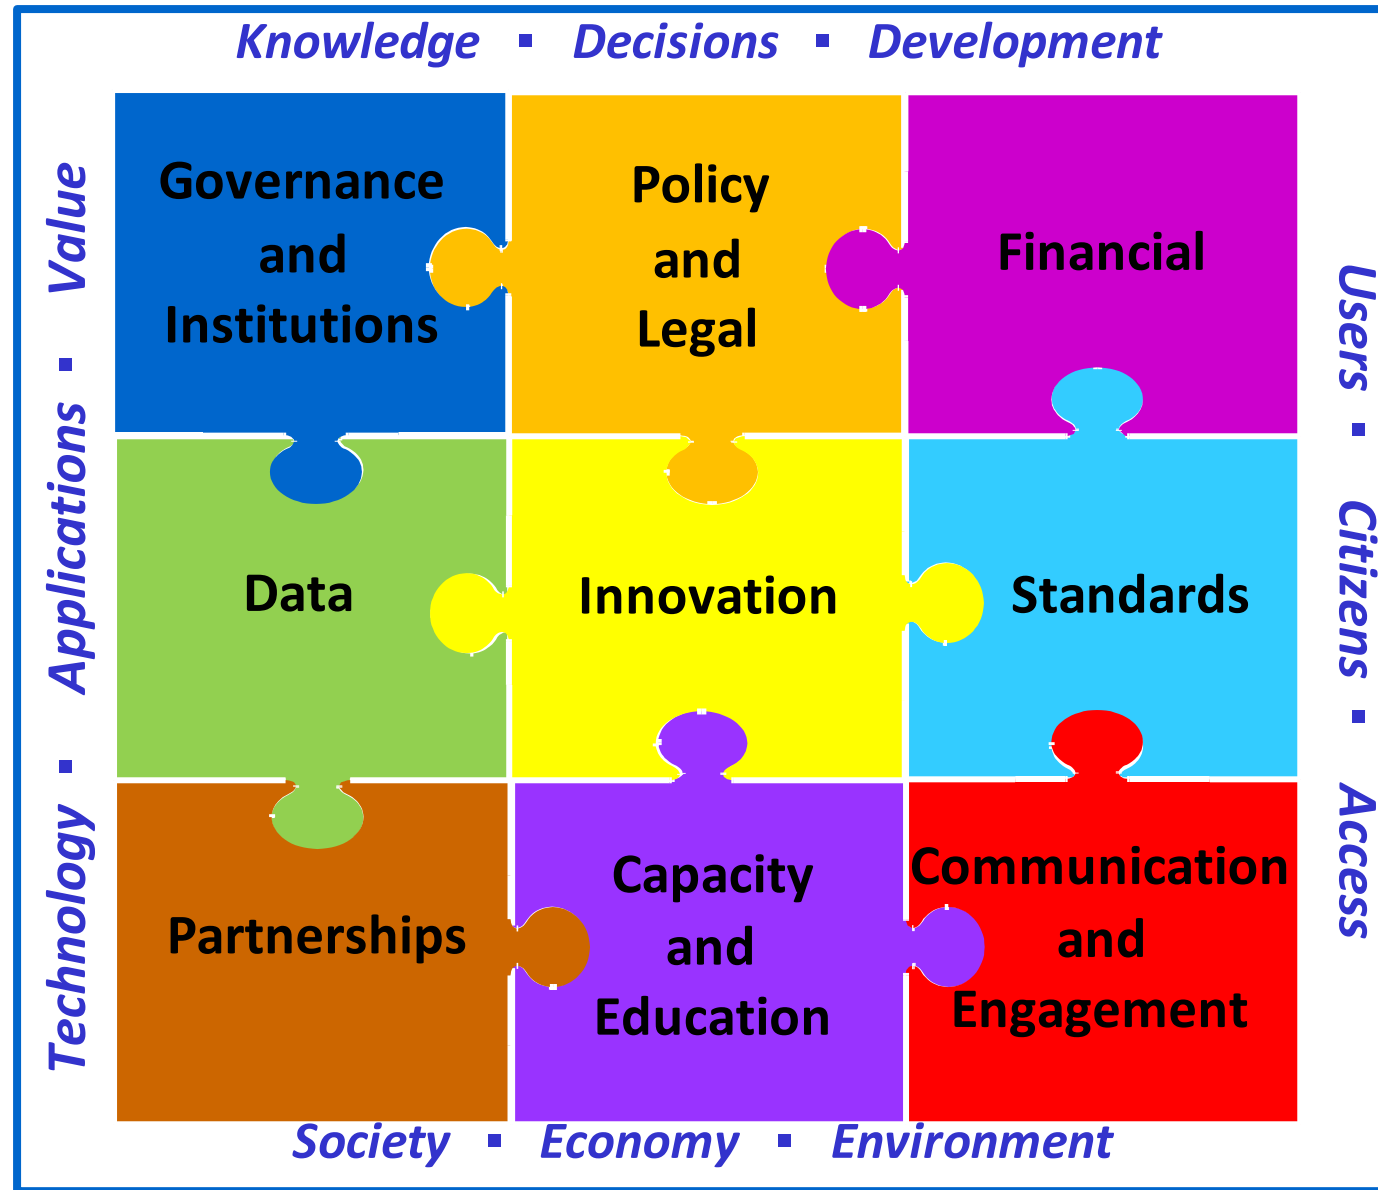 Knowledge ▪ Decisions ▪ Development
Technology ▪ Applications ▪ Value
Governance
and
Institutions
Policy
and
Legal
Financial
Data
Innovation
Standards
Partnerships
Capacity
and
Education
Communication
and
Engagement
Users ▪ Citizens ▪ Access
Society ▪ Economy ▪ Environment